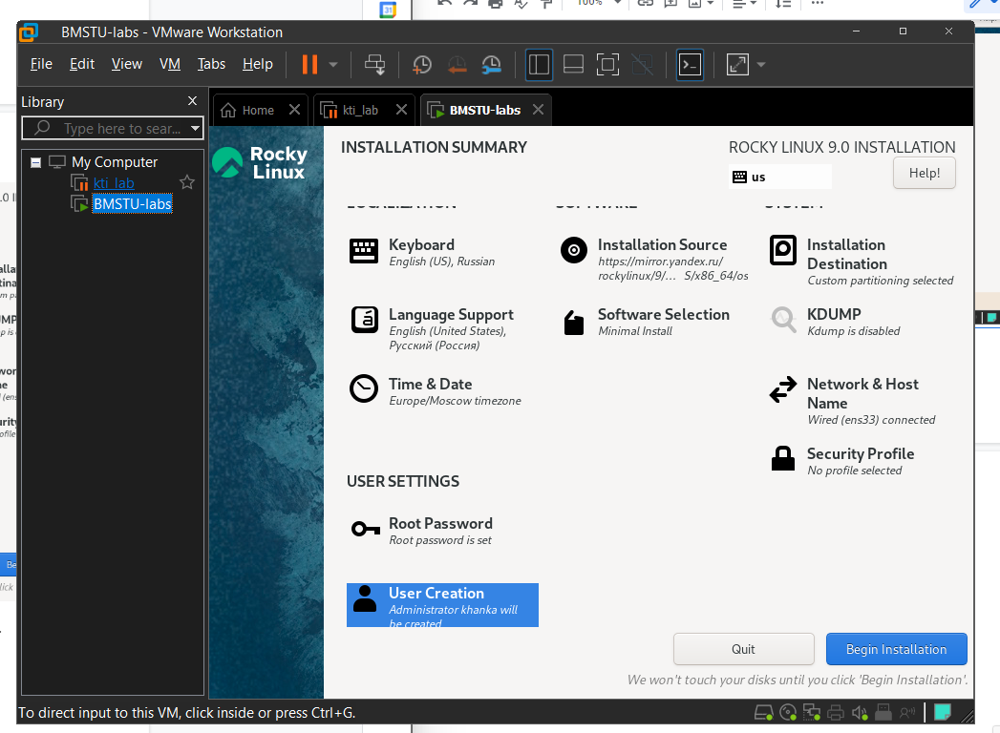 100%
31
BMSTU-labs - VMware Workstation
File Edit View VM Tabs Help
Library
Type here to sear...
My Computer
kti_lab
BMSTU-labs
Home
kti_lab
BMSTU-labs
Rocky
Linux
INSTALLATION SUMMARY
ROCKY LINUX 9.0 INSTALLATION
us
Help!
LOCALIZATION
SOFTWARE
SYSTEM
Keyboard
English (US), Russian
Language Support
English (United States),
Русский (Россия)
Time & Date
Europe/Moscow timezone
Installation Source
https://mirror.yandex.ru/
rockylinux/9/... S/x86_64/os
Software Selection
Minimal Install
Installation
Destination
Custom partitioning selected
KDUMP
Kdump is disabled
Network & Host
Name
Wired (ens33) connected
Security Profile
No profile selected
USER SETTINGS
Root Password
Root password is set
User Creation
Administrator khanka will
be created
Quit
Begin Installation
We won't touch your disks until you click 'Begin Installation'.
To direct input to this VM, click inside or press Ctrl+G.